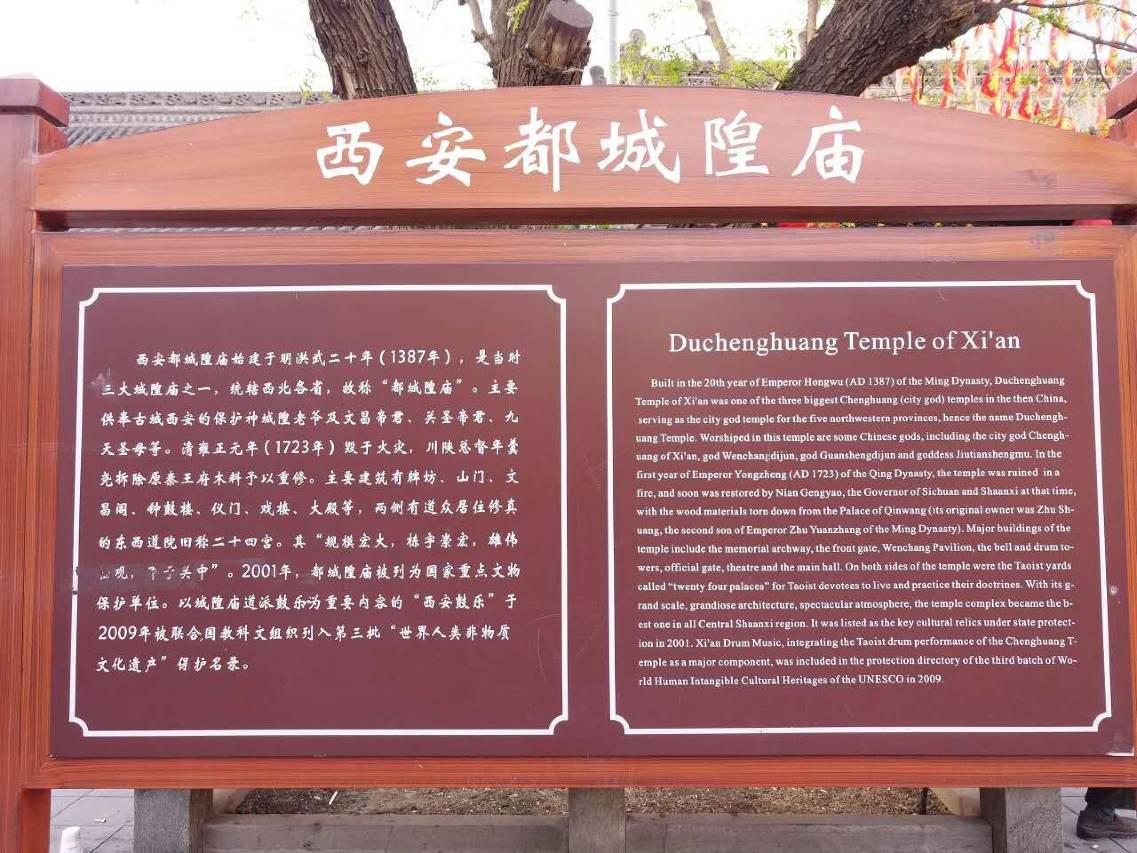 西安都城隍庙
西安都城隍庙始建于明洪武二十年（1387年），是当时
三大城隍庙之一，统辖西北各省，故称“都城隍庙”。主要
供奉古城西安的保护神城隍老爷及文昌帝君、关圣帝君、九
天圣母等。清雍正元年（1723年）毁于大灾，川陕总督年羹
尧拆除原秦王府木料予以重修。主要建筑有牌坊、山门、文
昌阁、钟鼓楼、仪门、戏楼、大殿等，两侧有道众居住修真
的东西道院旧称二十四宫。其“规模宏大，栋宇崇宏，雄伟
观，于关中”。2001年，都城隍庙被列为国家重点文物
保护单位。以城隍庙道派鼓乐为重要内容的“西安鼓乐”于
2009年被联合国教科文组织列入第三批“世界人类非物质
文化遗产”保护名录。
Duchenghuang Temple of Xi'an
Built in the 20th year of Emperor Hongwu (AD 1387) of the Ming Dynasty, Duchenghuang
Temple of Xi'an was one of the three biggest Chenghuang (city god) temples in the then China,
serving as the city god temple for the five northwestern provinces, hence the name Duchengh-
uang Temple. Worshiped in this temple are some Chinese gods, including the city god Chengh-
uang of Xi'an, god Wenchangdijun, god Guanshengdijun and goddess Jiutianshengmu. In the
first year of Emperor Yongzheng (AD 1723) of the Qing Dynasty, the temple was ruined in a
fire, and soon was restored by Nian Gengyao, the Governor of Sichuan and Shaanxi at that time,
with the wood materials torn down from the Palace of Qinwang (its original owner was Zhu Sh-
uang, the second son of Emperor Zhu Yuanzhang of the Ming Dynasty). Major buildings of the
temple include the memorial archway, the front gate, Wenchang Pavilion, the bell and drum to-
wers, official gate, theatre and the main hall. On both sides of the temple were the Taoist yards
called “twenty four palaces” for Taoist devotees to live and practice their doctrines. With its g-
rand scale, grandiose architecture, spectacular atmosphere, the temple complex became the b-
est one in all Central Shaanxi region. It was listed as the key cultural relics under state protect-
ion in 2001. Xi'an Drum Music, integrating the Taoist drum performance of the Chenghuang T-
emple as a major component, was included in the protection directory of the third batch of Wo-
rld Human Intangible Cultural Heritages of the UNESCO in 2009.